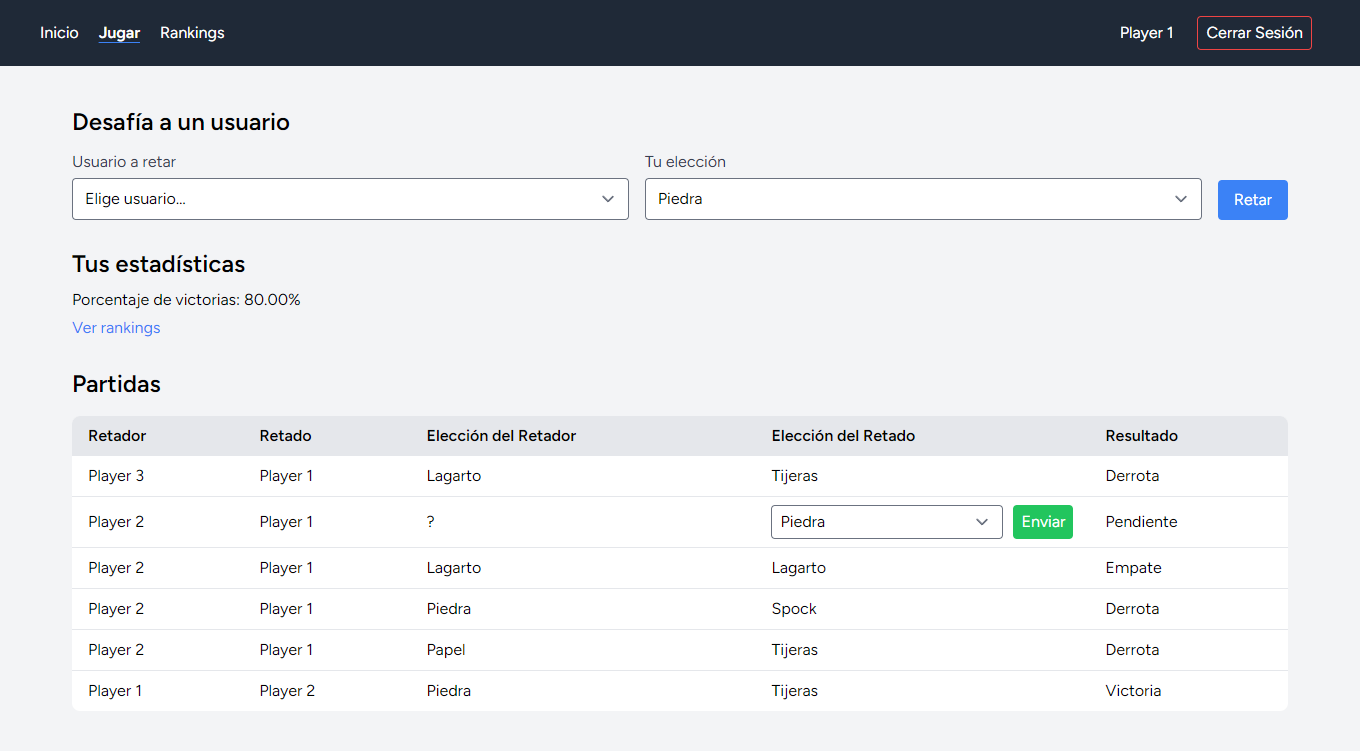 Inicio Jugar Rankings Player 1 Cerrar Sesión
Desafía a un usuario
Usuario a retar Tu elección
Elige usuario... Piedra Retar
Tus estadísticas
Porcentaje de victorias: 80.00%
Ver rankings
Partidas
Retador Retado Elección del Retador Elección del Retado Resultado
Player 3 Player 1 Lagarto Tijeras Derrota
Player 2 Player 1 ? Piedra Enviar Pendiente
Player 2 Player 1 Lagarto Lagarto Empate
Player 2 Player 1 Piedra Spock Derrota
Player 2 Player 1 Papel Tijeras Derrota
Player 1 Player 2 Piedra Tijeras Victoria